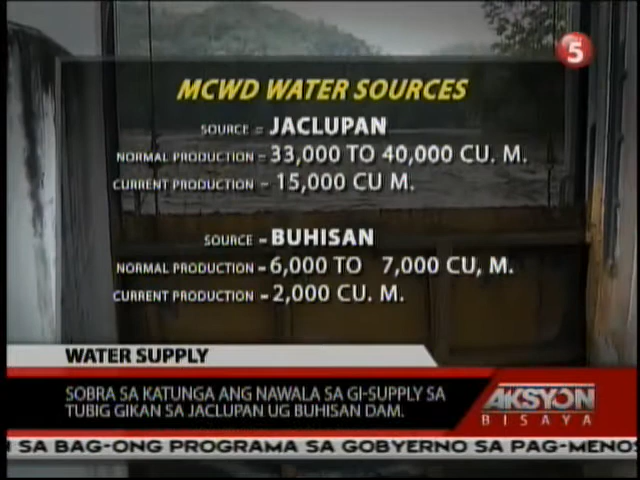 5
MCWD WATER SOURCES
SOURCE = JACLUPAN
NORMAL PRODUCTION = 33,000 TO 40,000 CU. M.
CURRENT PRODUCTION - 15,000 CU M.
SOURCE - BUHISAN
NORMAL PRODUCTION - 6,000 TO 7,000 CU, M.
CURRENT PRODUCTION - 2,000 CU. M.
WATER SUPPLY
SOBRA SA KATUNGA ANG NAWALA SA GI-SUPPLY SA
TUBIG GIKAN SA JACLUPAN UG BUHISAN DAM.
AKSYON
BISAYA
SA BAG-ONG PROGRAMA SA GOBYERNO SA PAG-MENOS